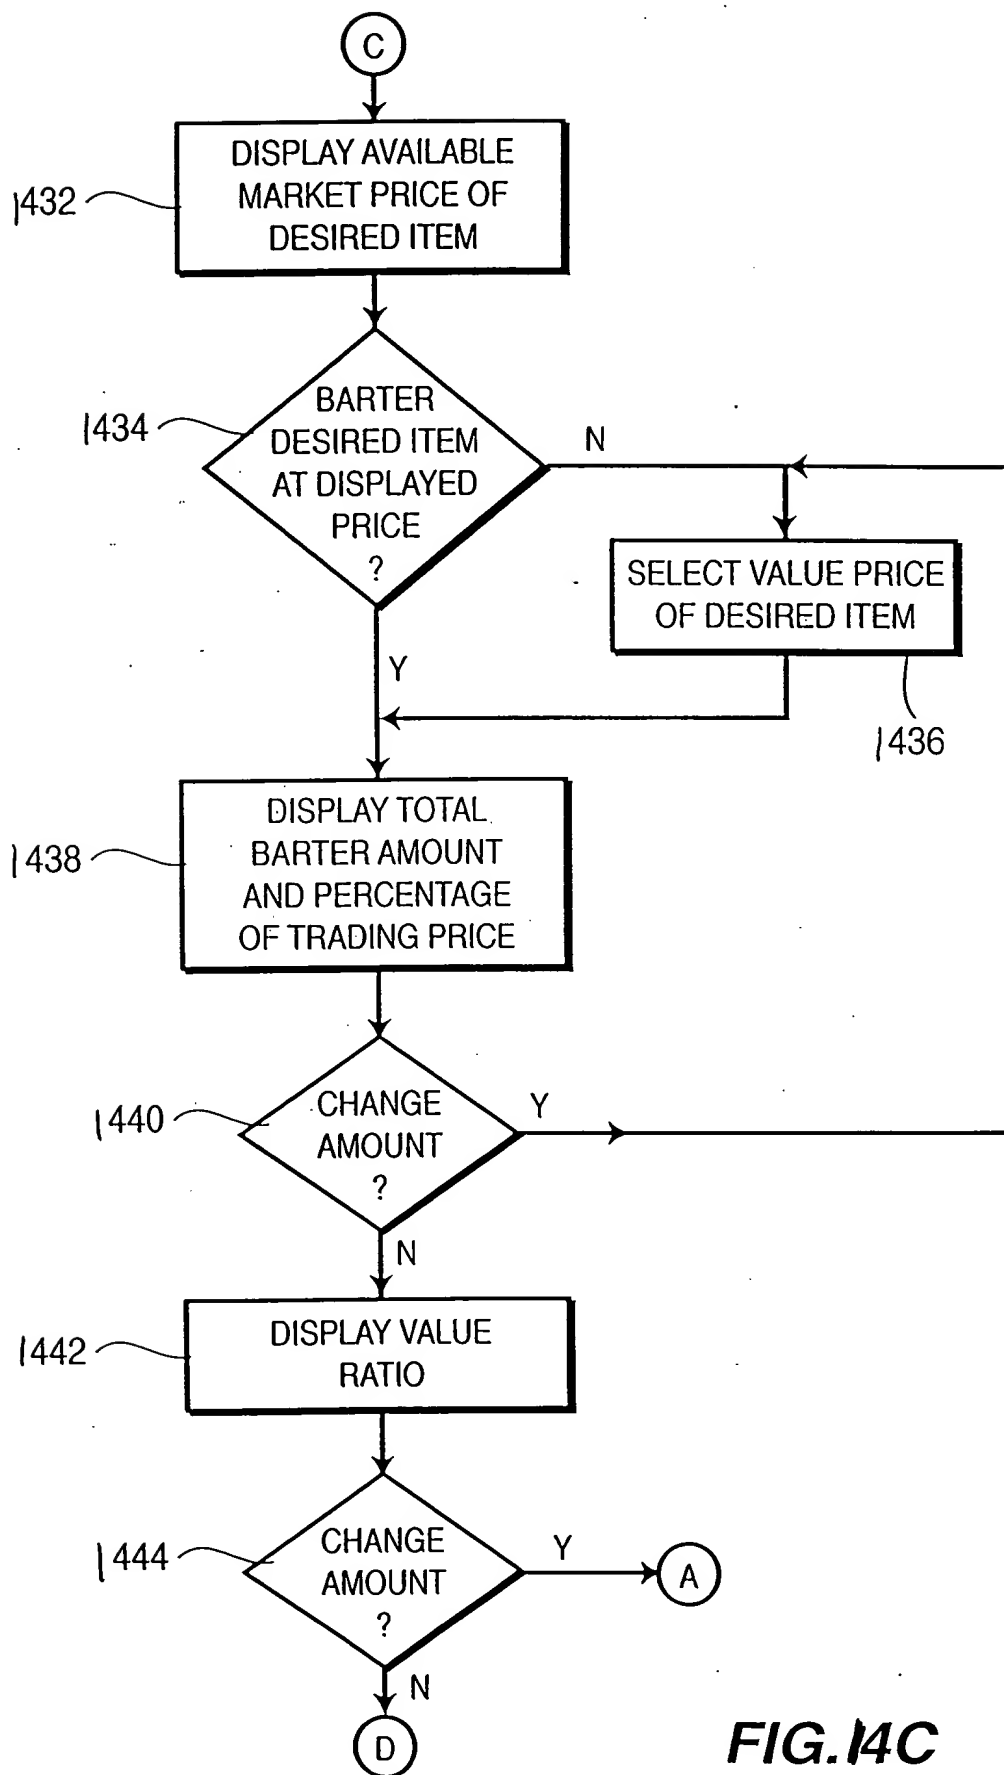 C
DISPLAY AVAILABLE
MARKET PRICE OF
DESIRED ITEM
1432
BARTER
DESIRED ITEM
AT DISPLAYED
PRICE
?
1434
N
SELECT VALUE PRICE
OF DESIRED ITEM
1436
Y
DISPLAY TOTAL
BARTER AMOUNT
AND PERCENTAGE
OF TRADING PRICE
1438
CHANGE
AMOUNT
?
1440
Y
N
DISPLAY VALUE
RATIO
1442
CHANGE
AMOUNT
?
1444
Y
A
N
D
FIG.14C